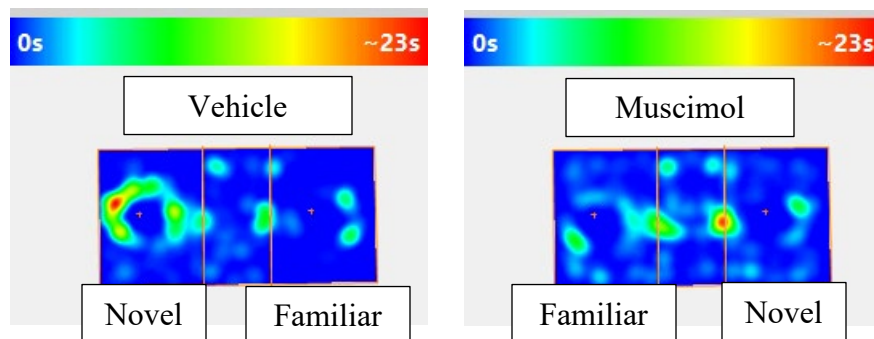 0s ~23s
Vehicle
Novel Familiar
0s ~23s
Muscimol
Familiar Novel